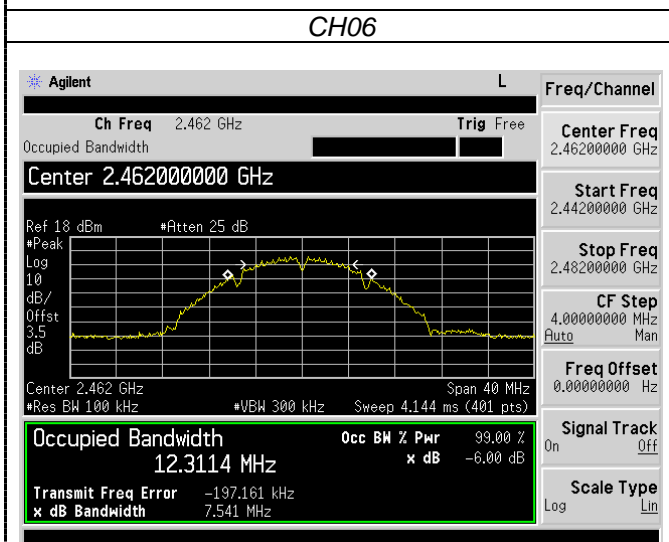 CH06
Agilent L
Ch Freq 2.462 GHz Trig Free
Occupied Bandwidth
Center 2.462000000 GHz
Ref 18 dBm #Atten 25 dB
#Peak
Log
10
dB/
Offst
3.5
dB
Center 2.462 GHz Span 40 MHz
#Res BW 100 kHz #VBW 300 kHz Sweep 4.144 ms (401 pts)
Occupied Bandwidth Occ BW % Pwr 99.00 %
12.3114 MHz x dB -6.00 dB
Transmit Freq Error -197.161 kHz
x dB Bandwidth 7.541 MHz
Freq/Channel
Center Freq
2.46200000 GHz
Start Freq
2.44200000 GHz
Stop Freq
2.48200000 GHz
CF Step
4.00000000 MHz
Auto Man
Freq Offset
0.00000000 Hz
Signal Track
On Off
Scale Type
Log Lin